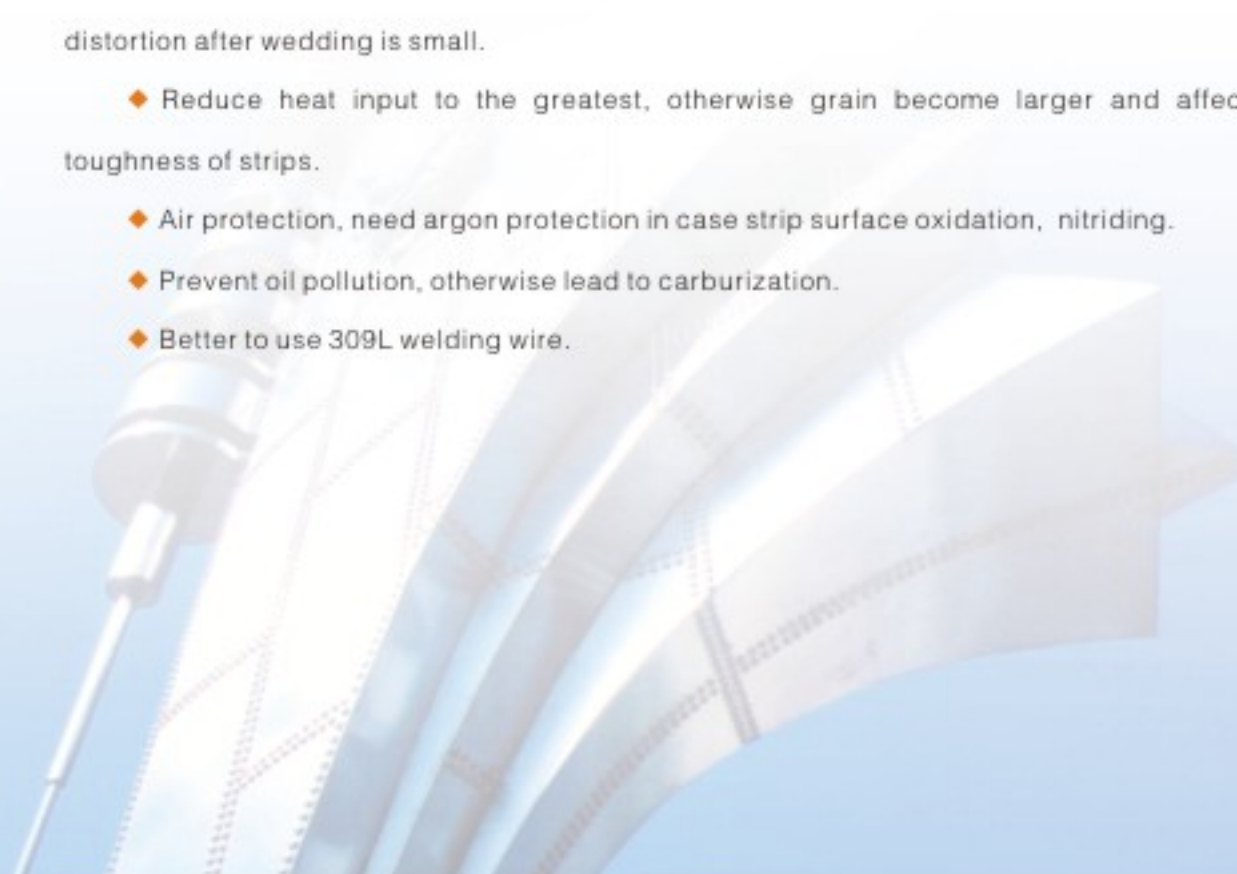 distortion after wedding is small.
◆ Reduce heat input to the greatest, otherwise grain become larger and affec
toughness of strips.
◆ Air protection, need argon protection in case strip surface oxidation, nitriding.
◆ Prevent oil pollution, otherwise lead to carburization.
◆ Better to use 309L welding wire.